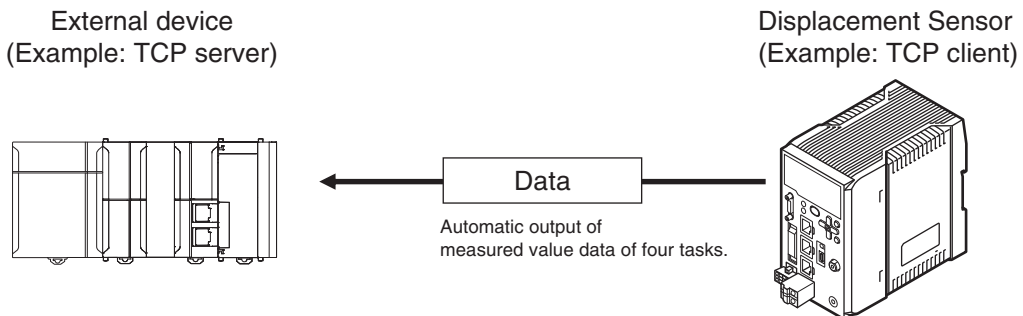 External device
(Example: TCP server)
Displacement Sensor
(Example: TCP client)
Data
Automatic output of
measured value data of four tasks.